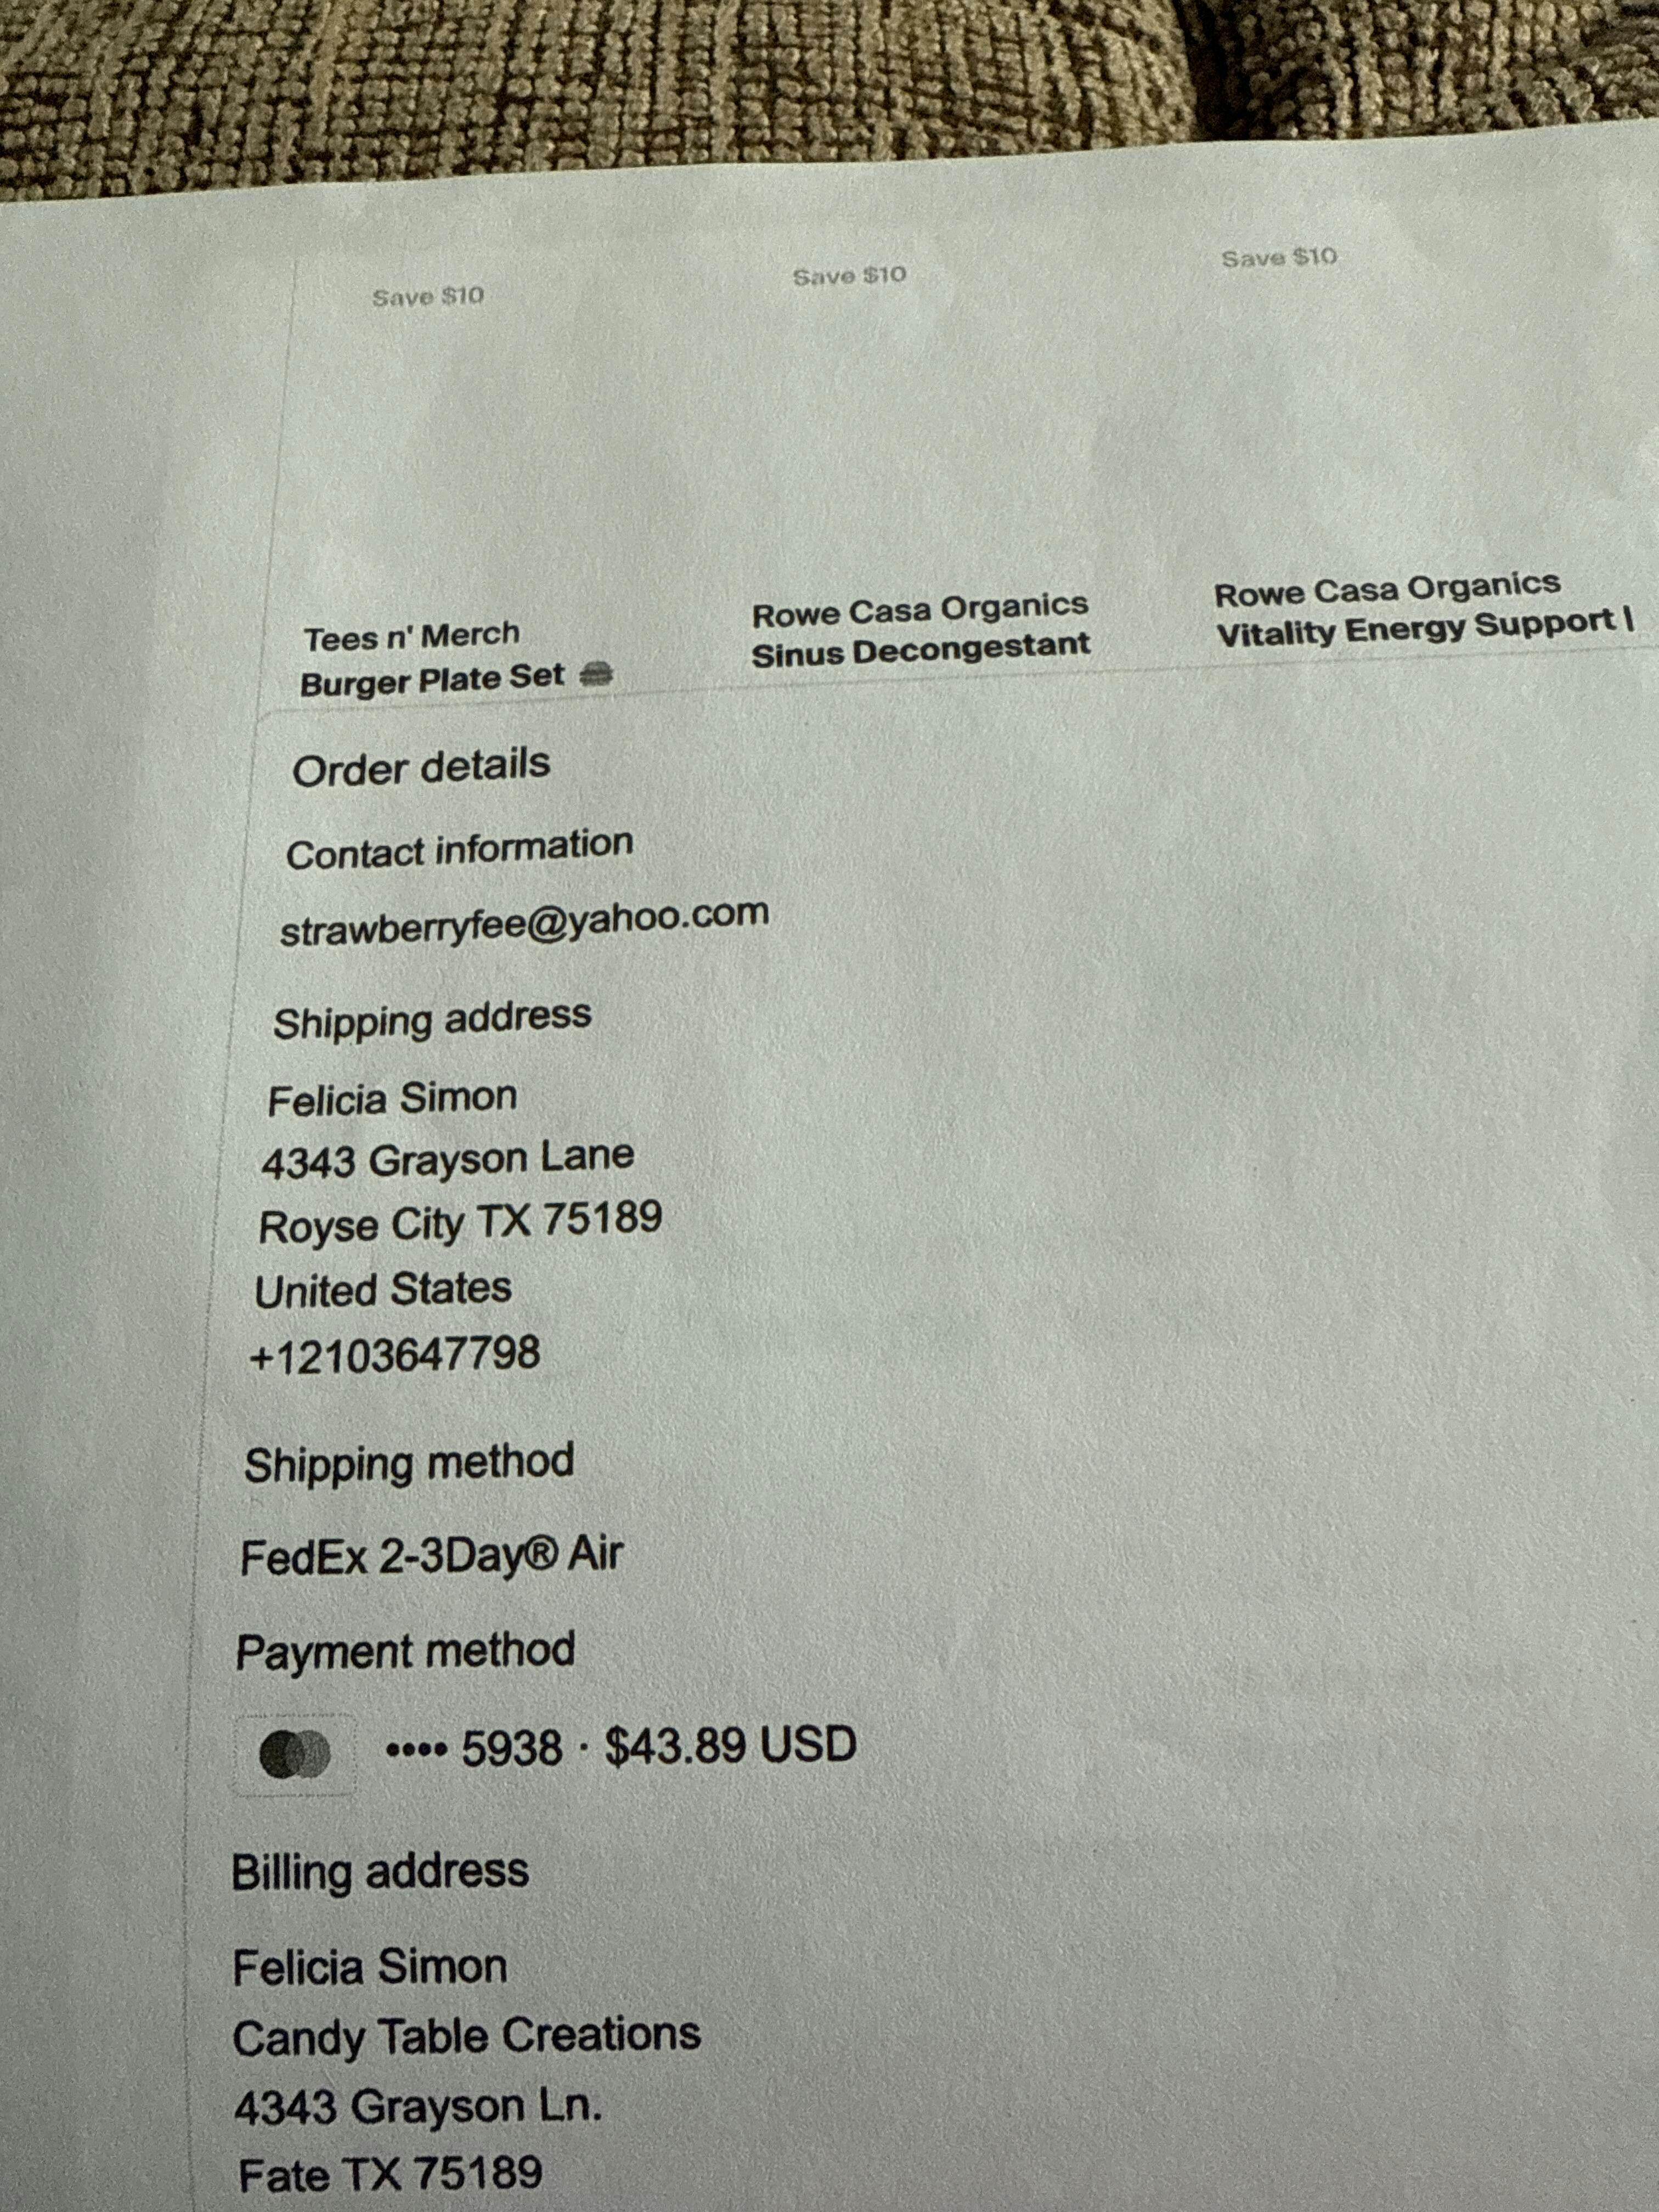 Save $10 Save $10 Save $10
Tees n' Merch
Burger Plate Set 🍔
Rowe Casa Organics
Sinus Decongestant
Rowe Casa Organics
Vitality Energy Support |
Order details
Contact information
strawberryfee@yahoo.com
Shipping address
Felicia Simon
4343 Grayson Lane
Royse City TX 75189
United States
+12103647798
Shipping method
FedEx 2-3Day® Air
Payment method
•••• 5938 · $43.89 USD
Billing address
Felicia Simon
Candy Table Creations
4343 Grayson Ln.
Fate TX 75189